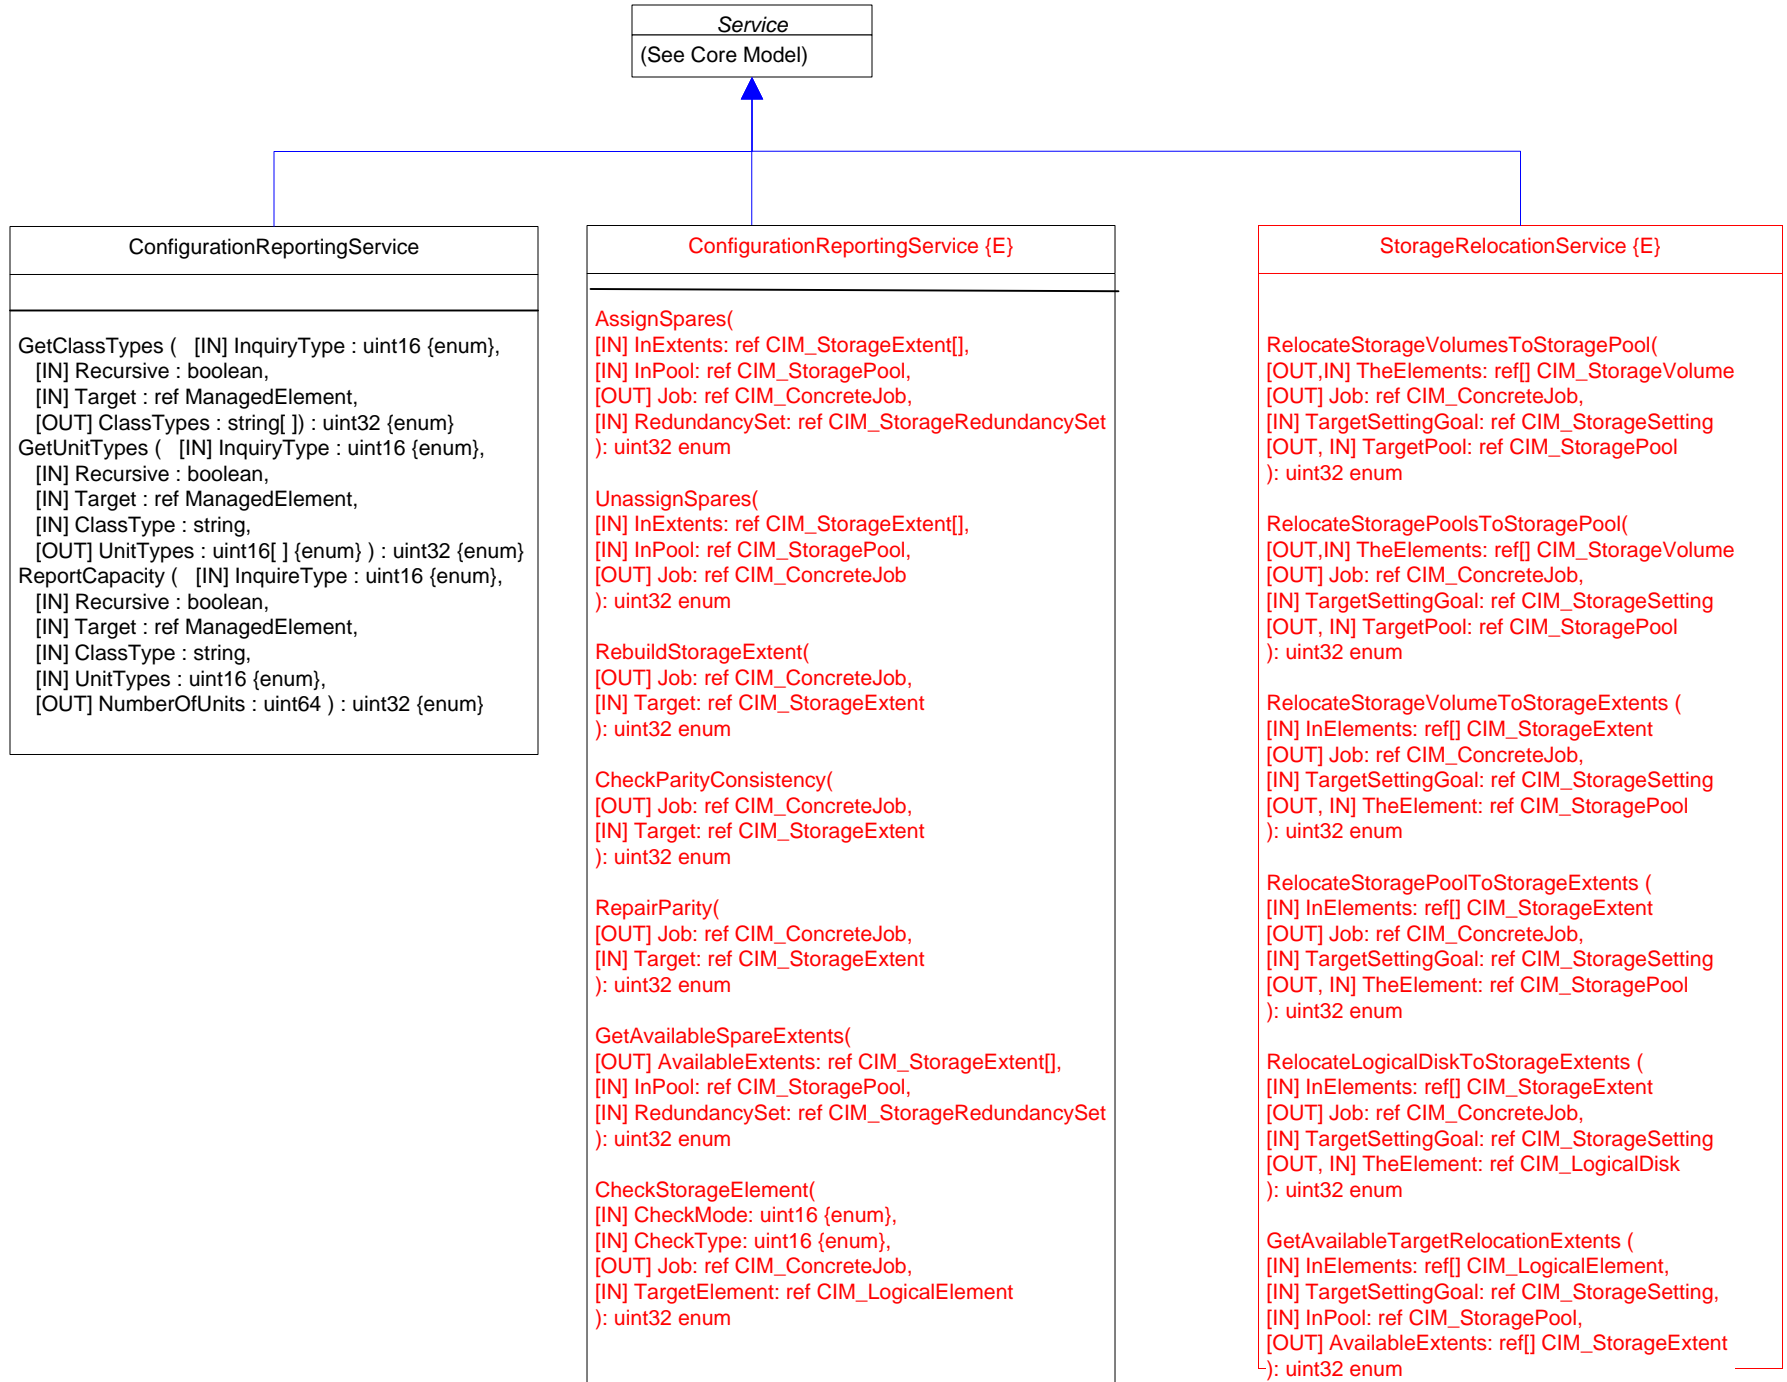 Service
(See Core Model)
ConfigurationReportingService
GetClassTypes ( [IN] InquiryType : uint16 {enum},
[IN] Recursive : boolean,
[IN] Target : ref ManagedElement,
[OUT] ClassTypes : string[ ]) : uint32 {enum}
GetUnitTypes ( [IN] InquiryType : uint16 {enum},
[IN] Recursive : boolean,
[IN] Target : ref ManagedElement,
[IN] ClassType : string,
[OUT] UnitTypes : uint16[ ] {enum} ) : uint32 {enum}
ReportCapacity ( [IN] InquireType : uint16 {enum},
[IN] Recursive : boolean,
[IN] Target : ref ManagedElement,
[IN] ClassType : string,
[IN] UnitTypes : uint16 {enum},
[OUT] NumberOfUnits : uint64 ) : uint32 {enum}
ConfigurationReportingService {E}
AssignSpares(
[IN] InExtents: ref CIM_StorageExtent[],
[IN] InPool: ref CIM_StoragePool,
[OUT] Job: ref CIM_ConcreteJob,
[IN] RedundancySet: ref CIM_StorageRedundancySet
): uint32 enum
UnassignSpares(
[IN] InExtents: ref CIM_StorageExtent[],
[IN] InPool: ref CIM_StoragePool,
[OUT] Job: ref CIM_ConcreteJob
): uint32 enum
RebuildStorageExtent(
[OUT] Job: ref CIM_ConcreteJob,
[IN] Target: ref CIM_StorageExtent
): uint32 enum
CheckParityConsistency(
[OUT] Job: ref CIM_ConcreteJob,
[IN] Target: ref CIM_StorageExtent
): uint32 enum
RepairParity(
[OUT] Job: ref CIM_ConcreteJob,
[IN] Target: ref CIM_StorageExtent
): uint32 enum
GetAvailableSpareExtents(
[OUT] AvailableExtents: ref CIM_StorageExtent[],
[IN] InPool: ref CIM_StoragePool,
[IN] RedundancySet: ref CIM_StorageRedundancySet
): uint32 enum
CheckStorageElement(
[IN] CheckMode: uint16 {enum},
[IN] CheckType: uint16 {enum},
[OUT] Job: ref CIM_ConcreteJob,
[IN] TargetElement: ref CIM_LogicalElement
): uint32 enum
StorageRelocationService {E}
RelocateStorageVolumesToStoragePool(
[OUT,IN] TheElements: ref[] CIM_StorageVolume
[OUT] Job: ref CIM_ConcreteJob,
[IN] TargetSettingGoal: ref CIM_StorageSetting
[OUT, IN] TargetPool: ref CIM_StoragePool
): uint32 enum
RelocateStoragePoolsToStoragePool(
[OUT,IN] TheElements: ref[] CIM_StorageVolume
[OUT] Job: ref CIM_ConcreteJob,
[IN] TargetSettingGoal: ref CIM_StorageSetting
[OUT, IN] TargetPool: ref CIM_StoragePool
): uint32 enum
RelocateStorageVolumeToStorageExtents (
[IN] InElements: ref[] CIM_StorageExtent
[OUT] Job: ref CIM_ConcreteJob,
[IN] TargetSettingGoal: ref CIM_StorageSetting
[OUT, IN] TheElement: ref CIM_StoragePool
): uint32 enum
RelocateStoragePoolToStorageExtents (
[IN] InElements: ref[] CIM_StorageExtent
[OUT] Job: ref CIM_ConcreteJob,
[IN] TargetSettingGoal: ref CIM_StorageSetting
[OUT, IN] TheElement: ref CIM_StoragePool
): uint32 enum
RelocateLogicalDiskToStorageExtents (
[IN] InElements: ref[] CIM_StorageExtent
[OUT] Job: ref CIM_ConcreteJob,
[IN] TargetSettingGoal: ref CIM_StorageSetting
[OUT, IN] TheElement: ref CIM_LogicalDisk
): uint32 enum
GetAvailableTargetRelocationExtents (
[IN] InElements: ref[] CIM_LogicalElement,
[IN] TargetSettingGoal: ref CIM_StorageSetting,
[IN] InPool: ref CIM_StoragePool,
[OUT] AvailableExtents: ref[] CIM_StorageExtent
): uint32 enum